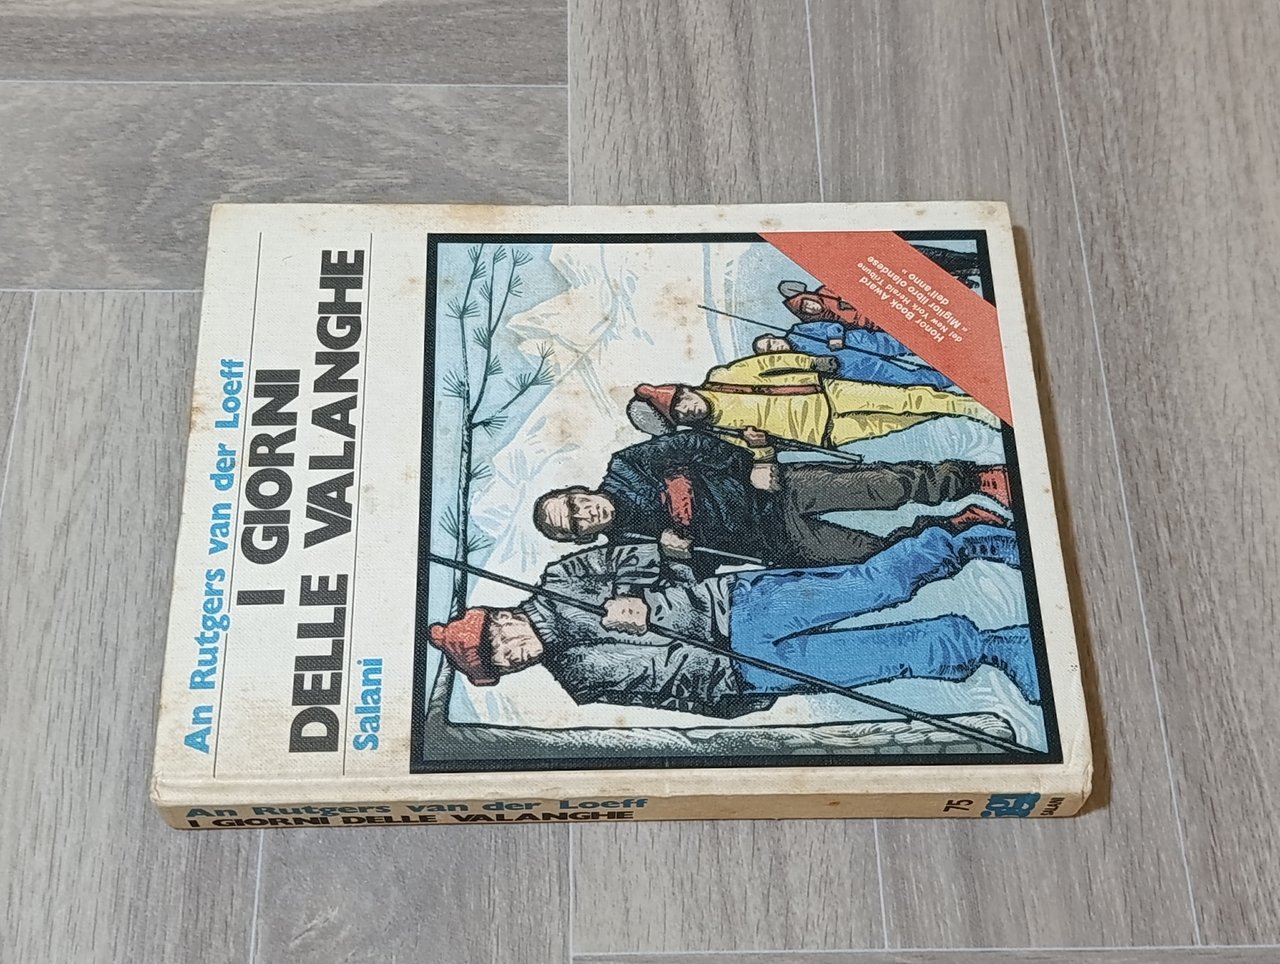 An Rutgers van der Loeff
I GIORNI
DELLE VALANGHE
Salani
Honor Book Award
del New York Herald Tribune
« Miglior libro olandese
dell'anno »
An Rutgers van der Loeff
I GIORNI DELLE VALANGHE
75
SALANI